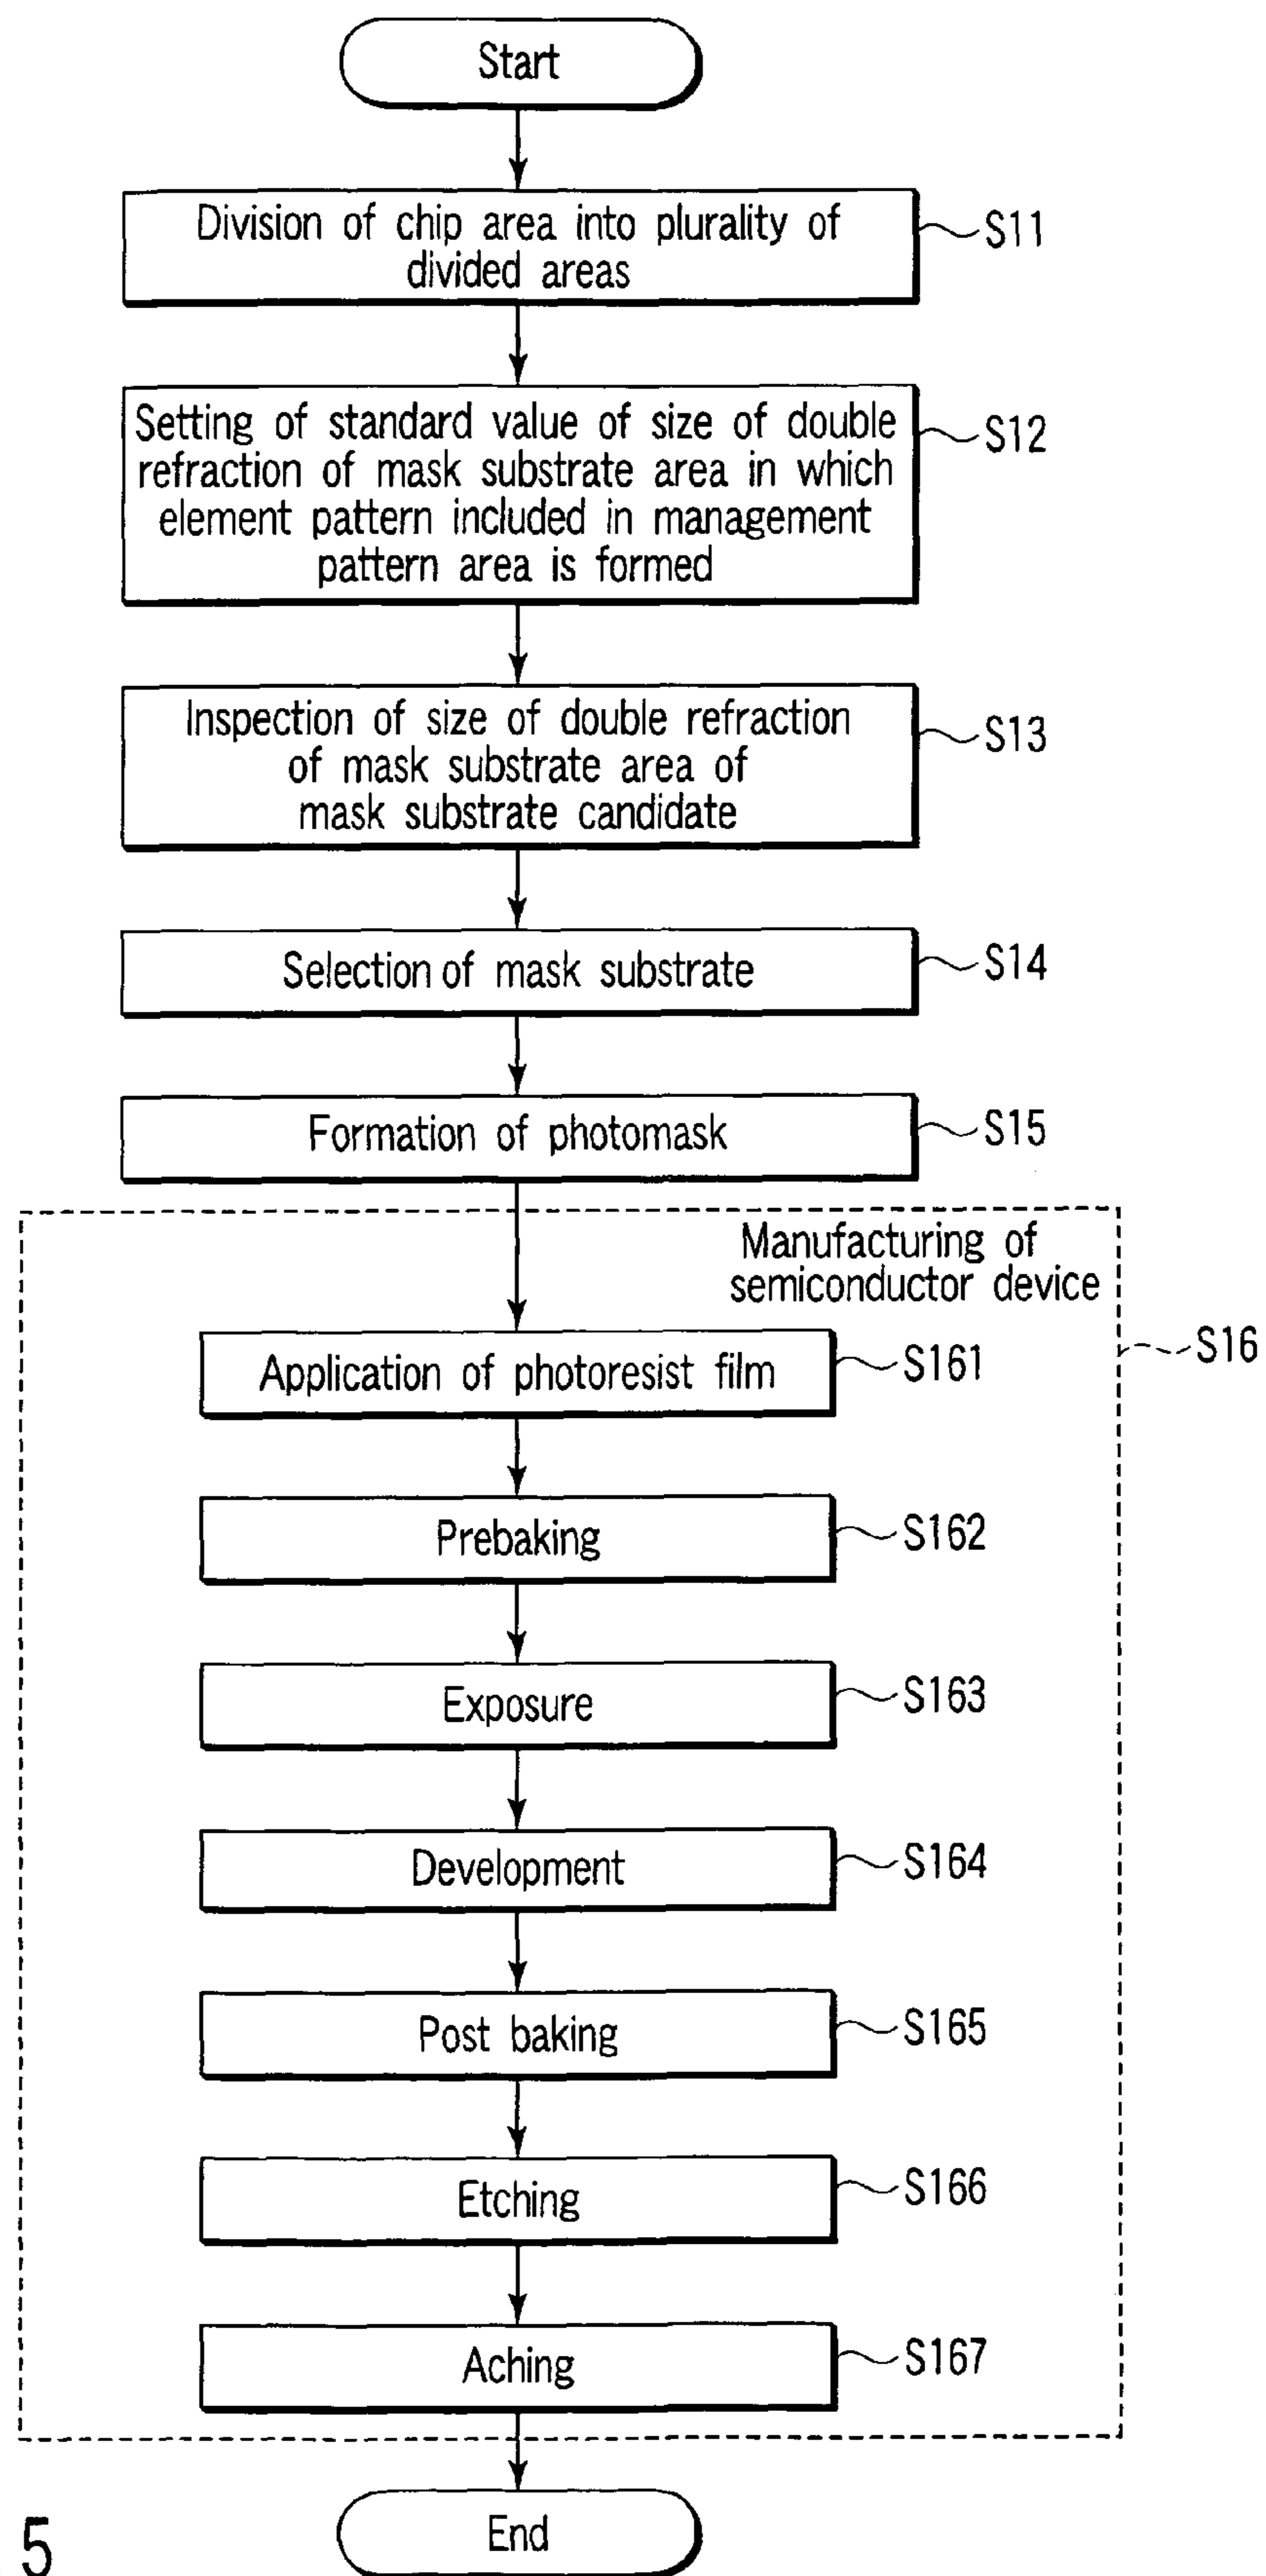 Start
Division of chip area into plurality of
divided areas
S11
Setting of standard value of size of double
refraction of mask substrate area in which
element pattern included in management
pattern area is formed
S12
Inspection of size of double refraction
of mask substrate area of
mask substrate candidate
S13
Selection of mask substrate
S14
Formation of photomask
S15
Manufacturing of
semiconductor device
S16
Application of photoresist film
S161
Prebaking
S162
Exposure
S163
Development
S164
Post baking
S165
Etching
S166
Aching
S167
End
5